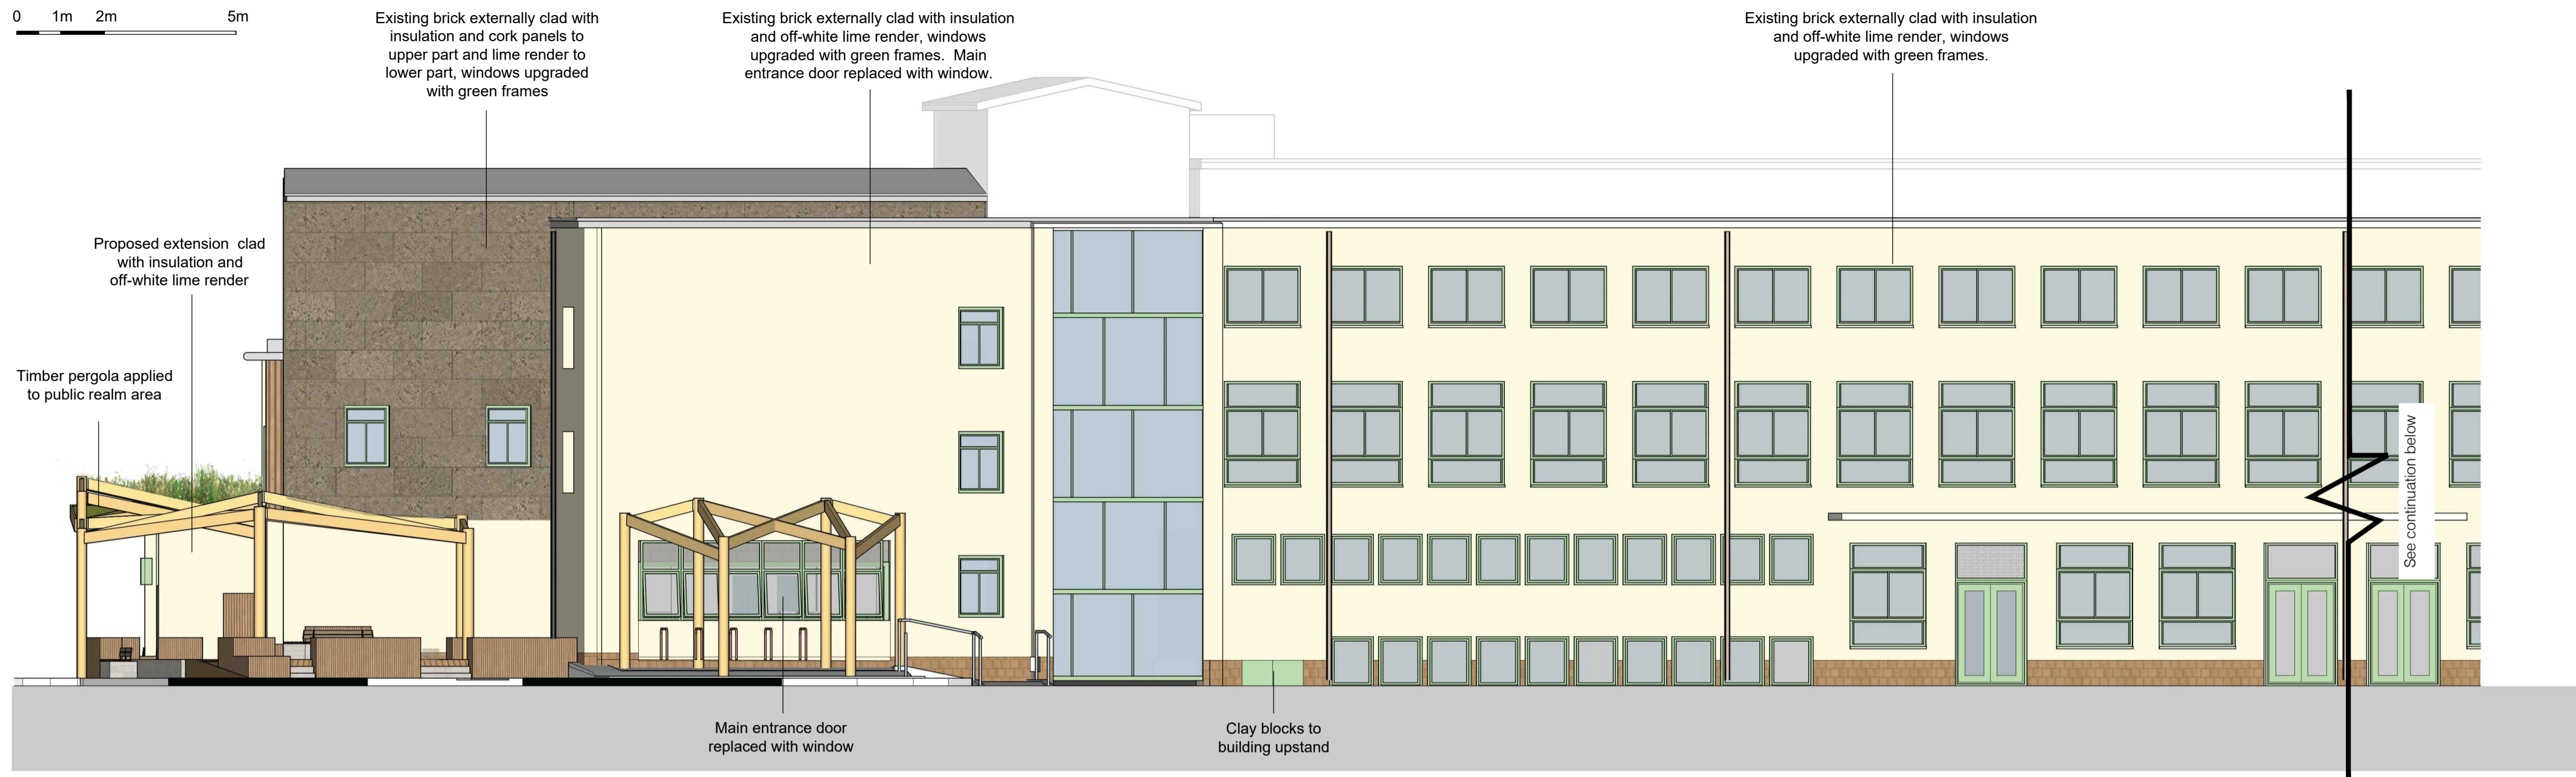 0 1m 2m 5m
Existing brick externally clad with
insulation and cork panels to
upper part and lime render to
lower part, windows upgraded
with green frames
Existing brick externally clad with insulation
and off-white lime render, windows
upgraded with green frames. Main
entrance door replaced with window.
Existing brick externally clad with insulation
and off-white lime render, windows
upgraded with green frames.
Proposed extension clad
with insulation and
off-white lime render
Timber pergola applied
to public realm area
See continuation below
Main entrance door
replaced with window
Clay blocks to
building upstand